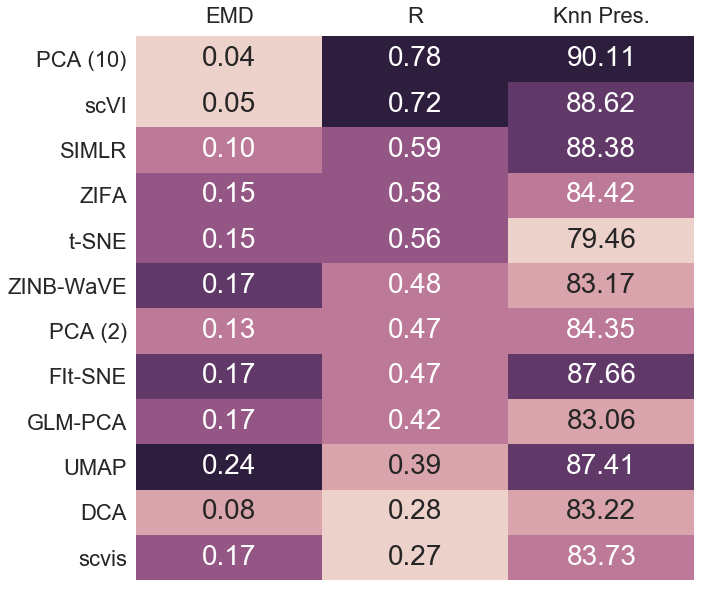 EMD R Knn Pres.
PCA (10) 0.04 0.78 90.11
scVI 0.05 0.72 88.62
SIMLR 0.10 0.59 88.38
ZIFA 0.15 0.58 84.42
t-SNE 0.15 0.56 79.46
ZINB-WaVE 0.17 0.48 83.17
PCA (2) 0.13 0.47 84.35
FIt-SNE 0.17 0.47 87.66
GLM-PCA 0.17 0.42 83.06
UMAP 0.24 0.39 87.41
DCA 0.08 0.28 83.22
scvis 0.17 0.27 83.73